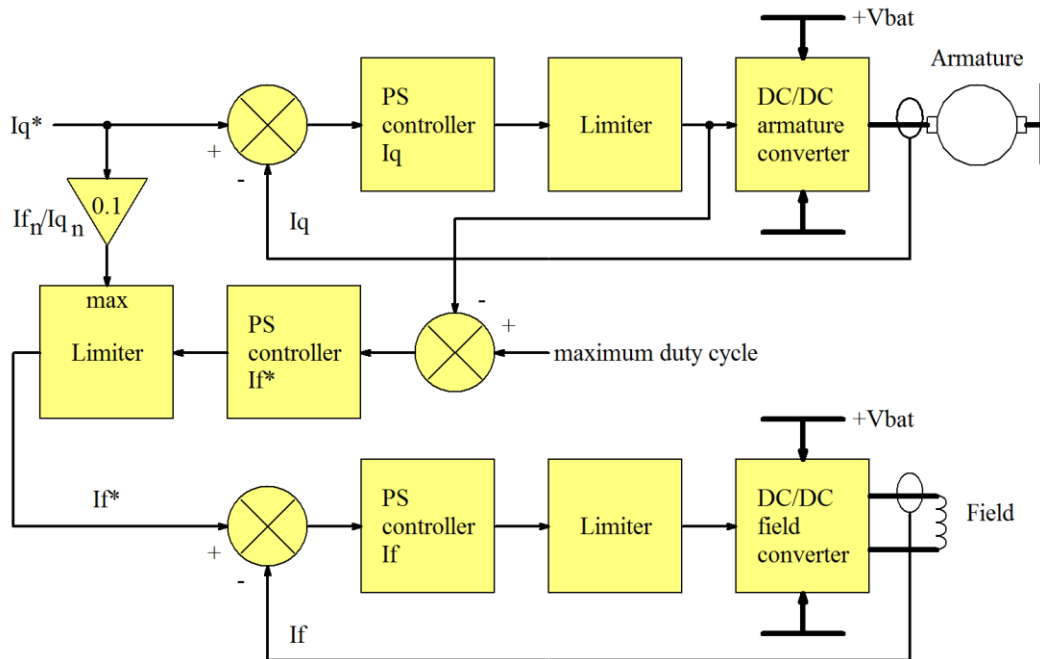 +Vbat
Armature
Iq*
+
-
PS
controller
Iq
Limiter
DC/DC
armature
converter
0.1
Ifn/Iqn
Iq
max
Limiter
PS
controller
If*
-
+
maximum duty cycle
+Vbat
If*
+
-
PS
controller
If
Limiter
DC/DC
field
converter
Field
If